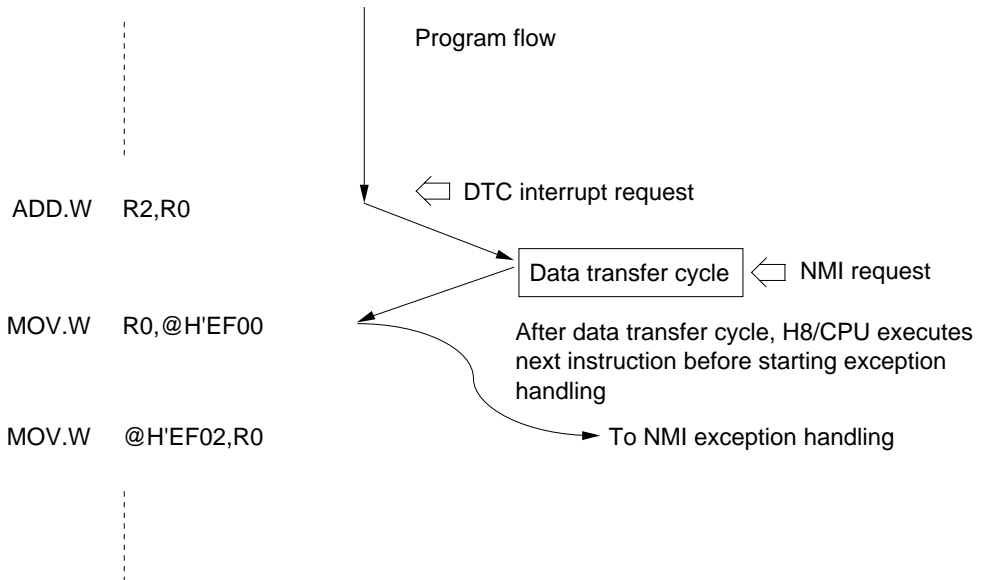 Program flow
DTC interrupt request
ADD.W R2,R0
Data transfer cycle
NMI request
MOV.W R0,@H'EF00
After data transfer cycle, H8/CPU executes
next instruction before starting exception
handling
MOV.W @H'EF02,R0
To NMI exception handling